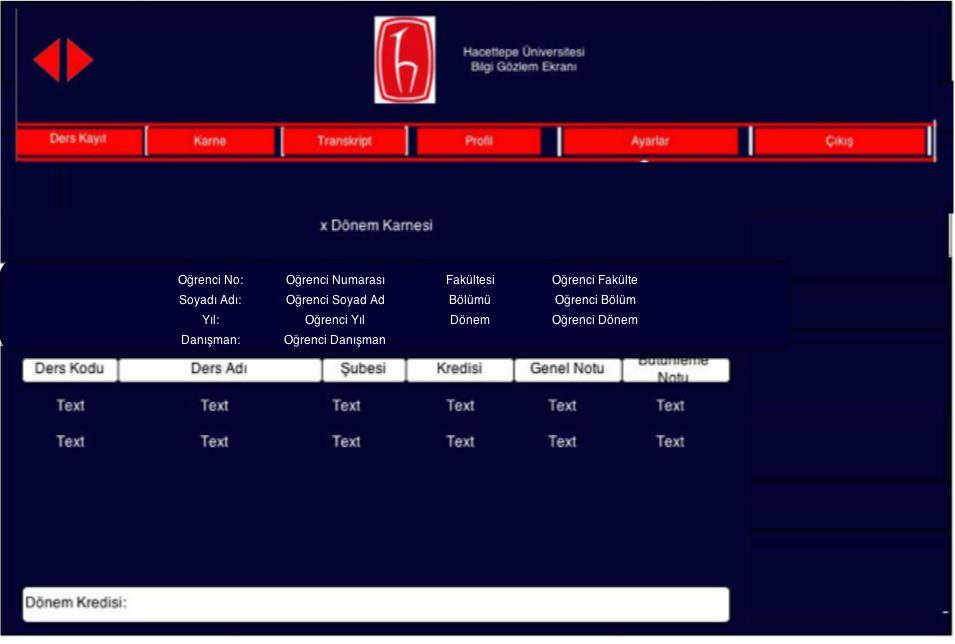 Hacettepe Üniversitesi
Bilgi Gözlem Ekranı
Ders Kayıt Karne Transkript Profil Ayarlar Çıkış
x Dönem Karnesi
Oğrenci No: Oğrenci Numarası Fakültesi Oğrenci Fakülte
Soyadı Adı: Oğrenci Soyad Ad Bölümü Oğrenci Bölüm
Yıl: Oğrenci Yıl Dönem Oğrenci Dönem
Danışman: Oğrenci Danışman
Ders Kodu Ders Adı Şubesi Kredisi Genel Notu Bütünleme Notu
Text Text Text Text Text Text
Text Text Text Text Text Text
Dönem Kredisi: